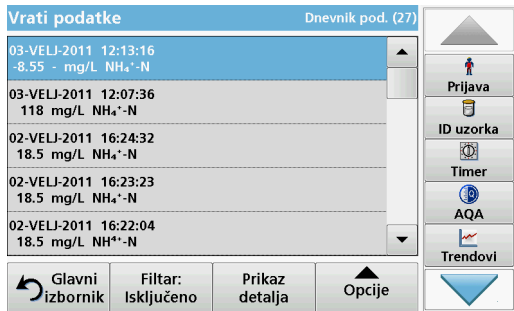 Vrati podatke
Dnevnik pod. (27)
03-VELJ-2011 12:13:16
-8.55 - mg/L NH₄⁺-N
03-VELJ-2011 12:07:36
118 mg/L NH₄⁺-N
02-VELJ-2011 16:24:32
18.5 mg/L NH₄⁺-N
02-VELJ-2011 16:23:23
18.5 mg/L NH₄⁺-N
02-VELJ-2011 16:22:04
18.5 mg/L NH⁴⁺-N
Glavni
izbornik
Filtar:
Isključeno
Prikaz
detalja
Opcije
Prijava
ID uzorka
Timer
AQA
Trendovi